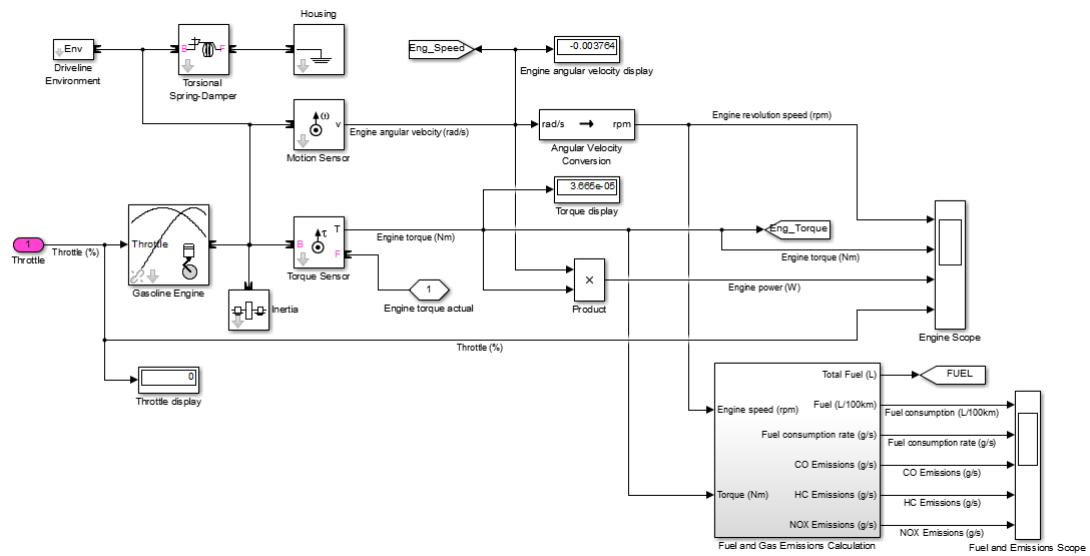 Housing
Env
B
F
Driveline
Environment
Torsional
Spring-Damper
Eng_Speed
-0.003764
Engine angular velocity display
ω
v
Motion Sensor
Engine angular velocity (rad/s)
rad/s
rpm
Angular Velocity
Conversion
Engine revolution speed (rpm)
3.665e-05
Torque display
1
Throttle
Throttle (%)
Throttle
Gasoline Engine
B
τ
T
F
Torque Sensor
Engine torque (Nm)
Eng_Torque
Engine torque (Nm)
Inertia
1
Engine torque actual
×
Product
Engine power (W)
Engine Scope
Throttle (%)
0
Throttle display
Total Fuel (L)
FUEL
Engine speed (rpm)
Fuel (L/100km)
Fuel consumption (L/100km)
Fuel consumption rate (g/s)
Fuel consumption rate (g/s)
CO Emissions (g/s)
CO Emissions (g/s)
Torque (Nm)
HC Emissions (g/s)
HC Emissions (g/s)
NOX Emissions (g/s)
NOX Emissions (g/s)
Fuel and Gas Emissions Calculation
Fuel and Emissions Scope